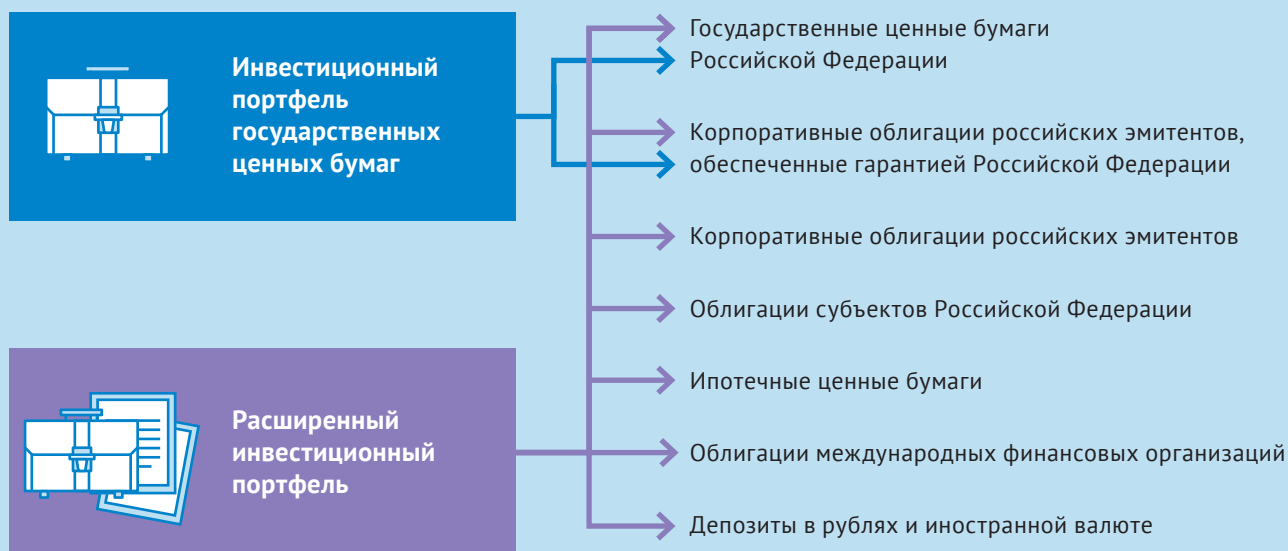 Инвестиционный
портфель
государственных
ценных бумаг
Государственные ценные бумаги
Российской Федерации
Корпоративные облигации российских эмитентов,
обеспеченные гарантией Российской Федерации
Корпоративные облигации российских эмитентов
Облигации субъектов Российской Федерации
Ипотечные ценные бумаги
Расширенный
инвестиционный
портфель
Облигации международных финансовых организаций
Депозиты в рублях и иностранной валюте